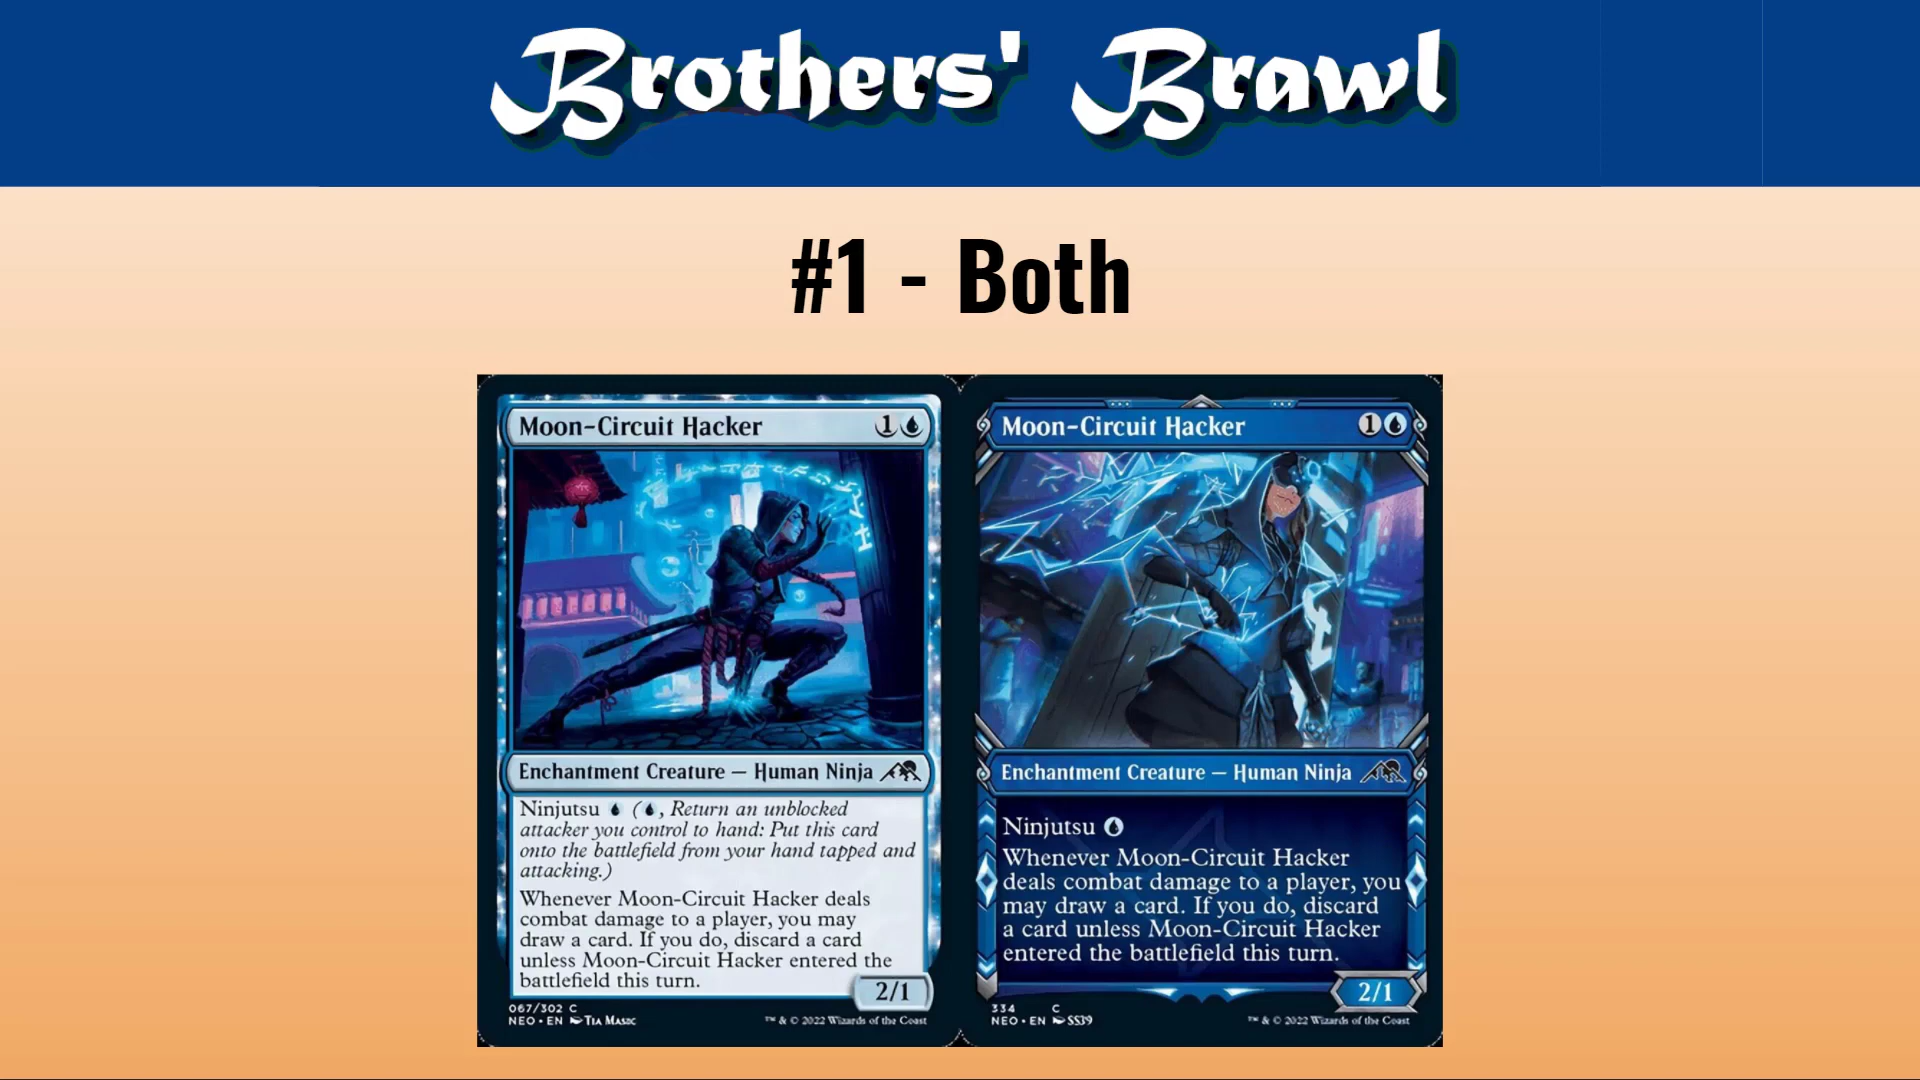 Brothers' Brawl
#1 - Both
Moon-Circuit Hacker 1
Enchantment Creature — Human Ninja
Ninjutsu (, Return an unblocked
attacker you control to hand: Put this card
onto the battlefield from your hand tapped and
attacking.)
Whenever Moon-Circuit Hacker deals
combat damage to a player, you may
draw a card. If you do, discard a card
unless Moon-Circuit Hacker entered the
battlefield this turn.
2/1
067/302 C
NEO • EN Tia Masic
™ & © 2022 Wizards of the Coast
Moon-Circuit Hacker 1
Enchantment Creature — Human Ninja
Ninjutsu
Whenever Moon-Circuit Hacker
deals combat damage to a player, you
may draw a card. If you do, discard
a card unless Moon-Circuit Hacker
entered the battlefield this turn.
2/1
334 C
NEO • EN SS39
™ & © 2022 Wizards of the Coast